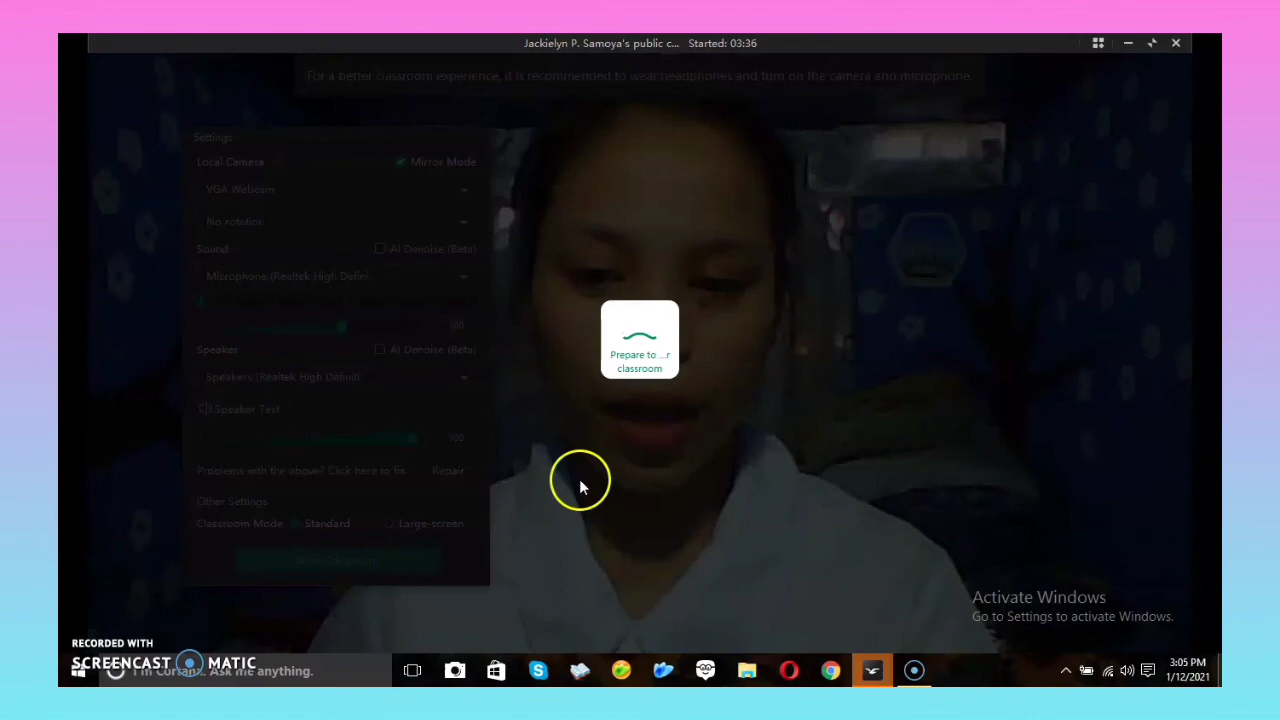 Jackielyn P. Samoya's public c... Started: 03:36
For a better classroom experience, it is recommended to wear headphones and turn on the camera and microphone.
Settings
Local Camera Mirror Mode
VGA Webcam
No rotation
Sound AI Denoise (Beta)
Microphone (Realtek High Defini
100
Speaker AI Denoise (Beta)
Speakers (Realtek High Definiti
Speaker Test
100
Problems with the above? Click here to fix Repair
Other Settings
Classroom Mode Standard Large-screen
Prepare to ...r
classroom
Activate Windows
Go to Settings to activate Windows.
RECORDED WITH
SCREENCAST MATIC
I'm Cortana. Ask me anything.
3:05 PM
1/12/2021